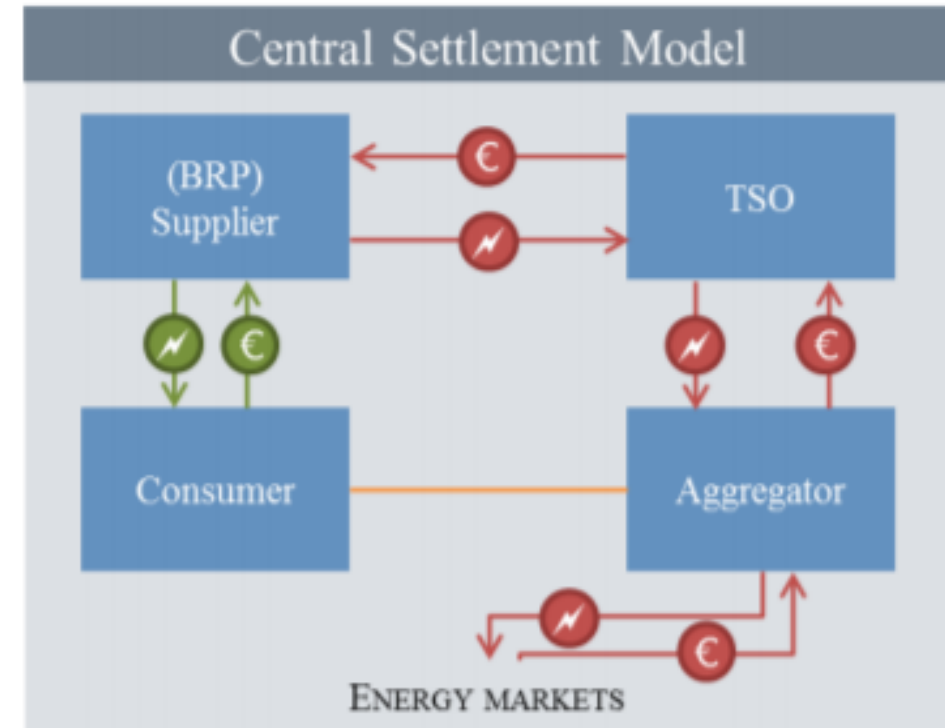 Central Settlement Model
(BRP)
Supplier
€
TSO
€
€
Consumer
Aggregator
€
ENERGY MARKETS